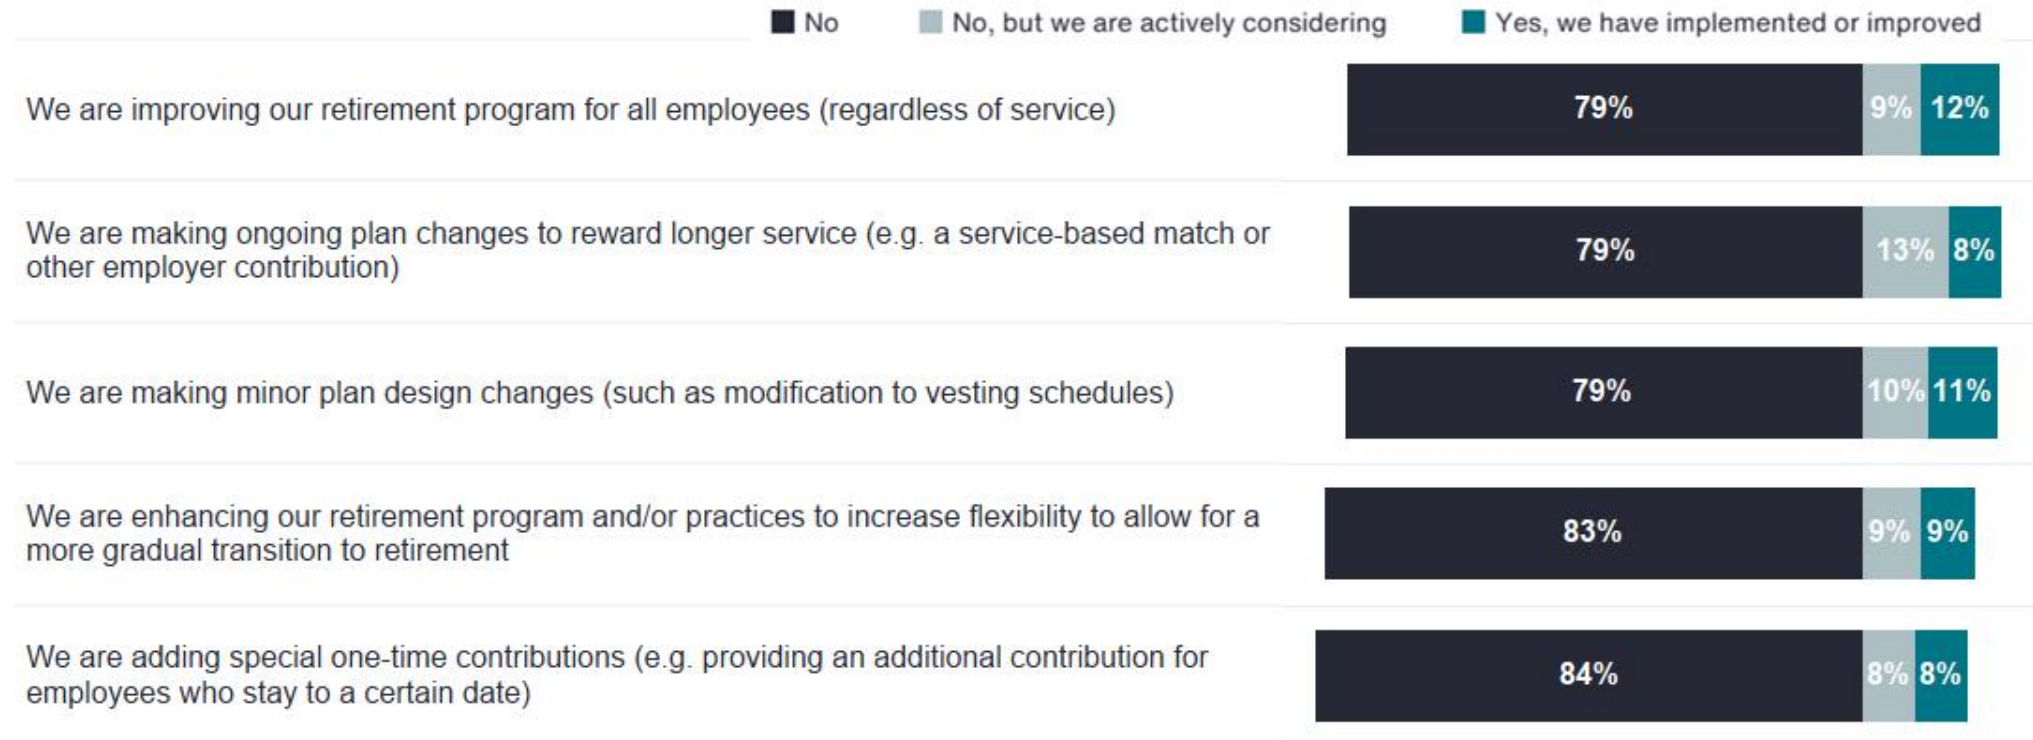 No No, but we are actively considering Yes, we have implemented or improved
We are improving our retirement program for all employees (regardless of service)
79% 9% 12%
We are making ongoing plan changes to reward longer service (e.g. a service-based match or
other employer contribution)
79% 13% 8%
We are making minor plan design changes (such as modification to vesting schedules)
79% 10% 11%
We are enhancing our retirement program and/or practices to increase flexibility to allow for a
more gradual transition to retirement
83% 9% 9%
We are adding special one-time contributions (e.g. providing an additional contribution for
employees who stay to a certain date)
84% 8% 8%